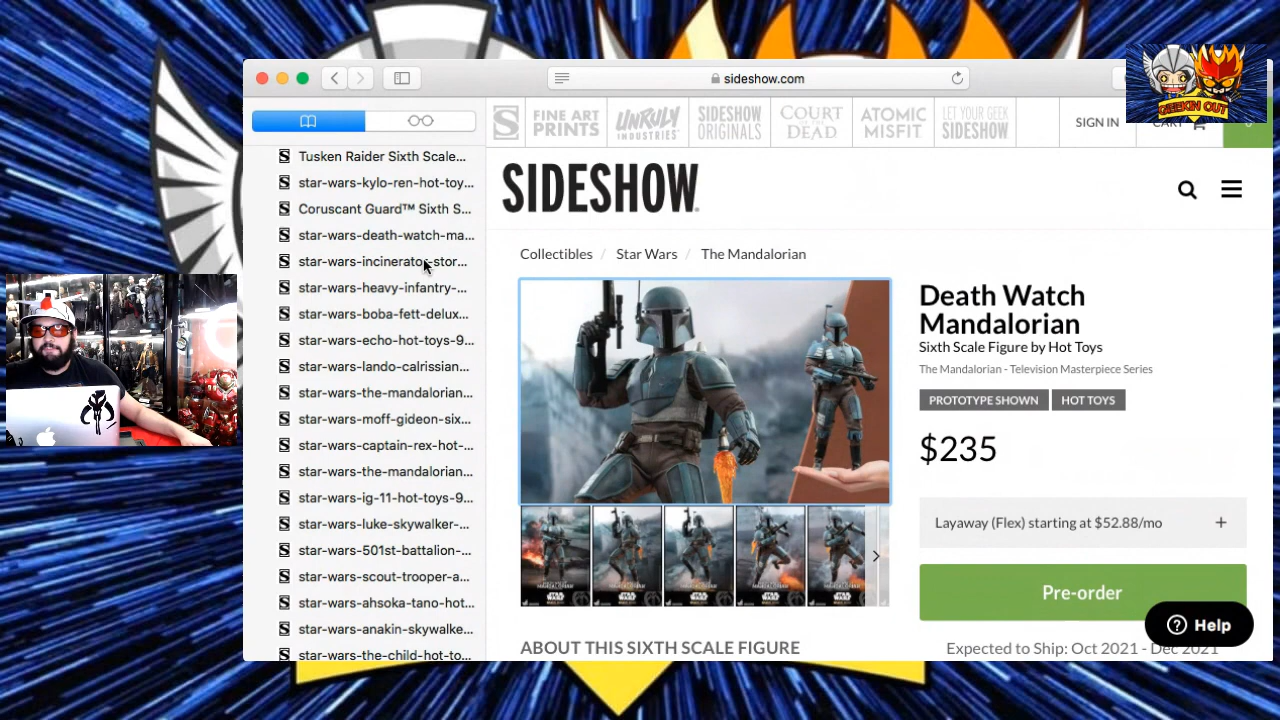 sideshow.com
GEEKIN OUT
FINE ART PRINTS
UNRULY INDUSTRIES
SIDESHOW ORIGINALS
COURT OF THE DEAD
ATOMIC MISFIT
LET YOUR GEEK SIDESHOW
SIGN IN
CART
Tusken Raider Sixth Scale...
star-wars-kylo-ren-hot-toy...
Coruscant Guard™ Sixth S...
star-wars-death-watch-ma...
star-wars-incinerator-stor...
star-wars-heavy-infantry-...
star-wars-boba-fett-delux...
star-wars-echo-hot-toys-9...
star-wars-lando-calrissian...
star-wars-the-mandalorian...
star-wars-moff-gideon-six...
star-wars-captain-rex-hot-...
star-wars-the-mandalorian...
star-wars-ig-11-hot-toys-9...
star-wars-luke-skywalker-...
star-wars-501st-battalion-...
star-wars-scout-trooper-a...
star-wars-ahsoka-tano-hot...
star-wars-anakin-skywalke...
star-wars-the-child-hot-to...
SIDESHOW
Collectibles / Star Wars / The Mandalorian
Death Watch
Mandalorian
Sixth Scale Figure by Hot Toys
The Mandalorian - Television Masterpiece Series
PROTOTYPE SHOWN
HOT TOYS
$235
Layaway (Flex) starting at $52.88/mo +
Pre-order
Help
Expected to Ship: Oct 2021 - Dec 2021
ABOUT THIS SIXTH SCALE FIGURE